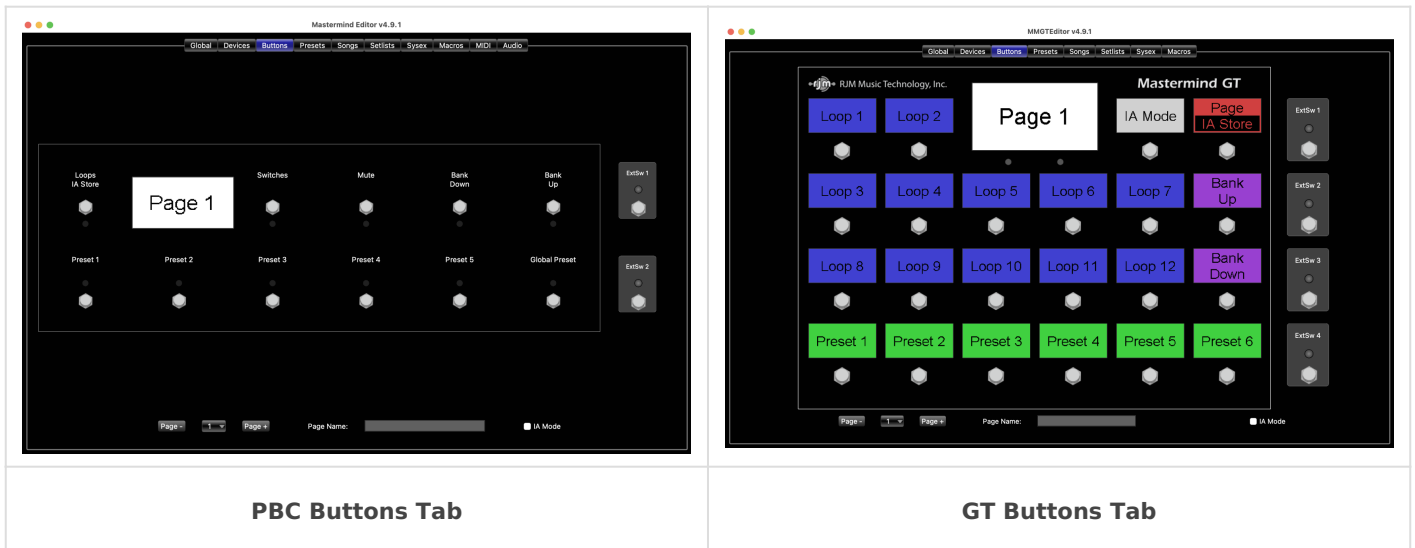 Mastermind Editor v4.9.1
Global Devices Buttons Presets Songs Setlists Sysex Macros MIDI Audio
Loops
IA Store
Page 1
Switches
Mute
Bank
Down
Bank
Up
ExtSw 1
Preset 1
Preset 2
Preset 3
Preset 4
Preset 5
Global Preset
ExtSw 2
Page - 1 Page + Page Name: IA Mode
PBC Buttons Tab
MMGTEditor v4.9.1
Global Devices Buttons Presets Songs Setlists Sysex Macros
rjm RJM Music Technology, Inc.
Mastermind GT
Loop 1
Loop 2
Page 1
IA Mode
Page
IA Store
ExtSw 1
Loop 3
Loop 4
Loop 5
Loop 6
Loop 7
Bank
Up
ExtSw 2
Loop 8
Loop 9
Loop 10
Loop 11
Loop 12
Bank
Down
ExtSw 3
Preset 1
Preset 2
Preset 3
Preset 4
Preset 5
Preset 6
ExtSw 4
Page - 1 Page + Page Name: IA Mode
GT Buttons Tab